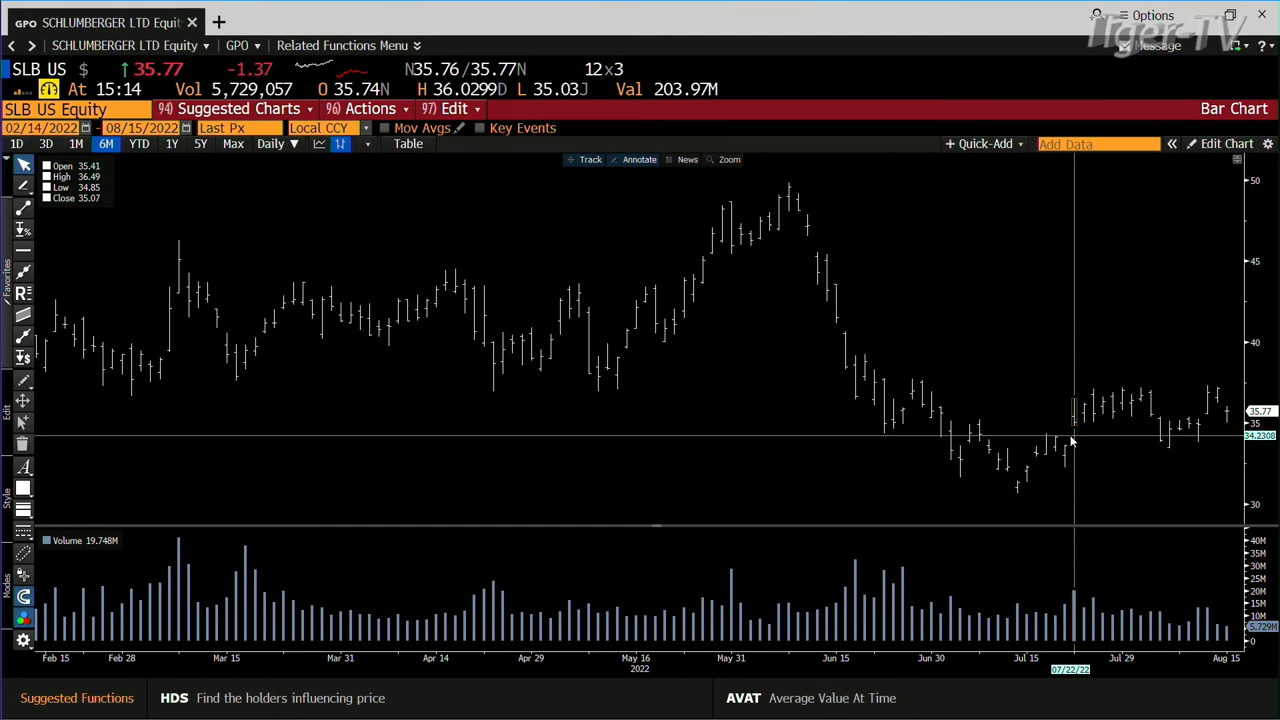 GPO SCHLUMBERGER LTD Equit × +
Options
Tiger-TV
SCHLUMBERGER LTD Equity GPO Related Functions Menu Message ?
SLB US $ ↑ 35.77 -1.37 N35.76/35.77N 12x3
At 15:14 Vol 5,729,057 O 35.74N H 36.0299D L 35.03J Val 203.97M
SLB US Equity 94) Suggested Charts 96) Actions 97) Edit Bar Chart
02/14/2022 - 08/15/2022 Last Px Local CCY Mov Avgs Key Events
1D 3D 1M 6M YTD 1Y 5Y Max Daily ▼ Table + Quick-Add Add Data « Edit Chart
Track Annotate News Zoom
Open 35.41
High 36.49
Low 34.85
Close 35.07
50
45
40
35.77
35
34.2308
30
Favorites
Edit
Style
Modes
Volume 19.748M
40M
35M
30M
25M
20M
15M
10M
5.729M
0
Feb 15 Feb 28 Mar 15 Mar 31 Apr 14 Apr 29 May 16 May 31 Jun 15 Jun 30 Jul 15 Jul 29 Aug 15
2022 07/22/22
Suggested Functions HDS Find the holders influencing price AVAT Average Value At Time